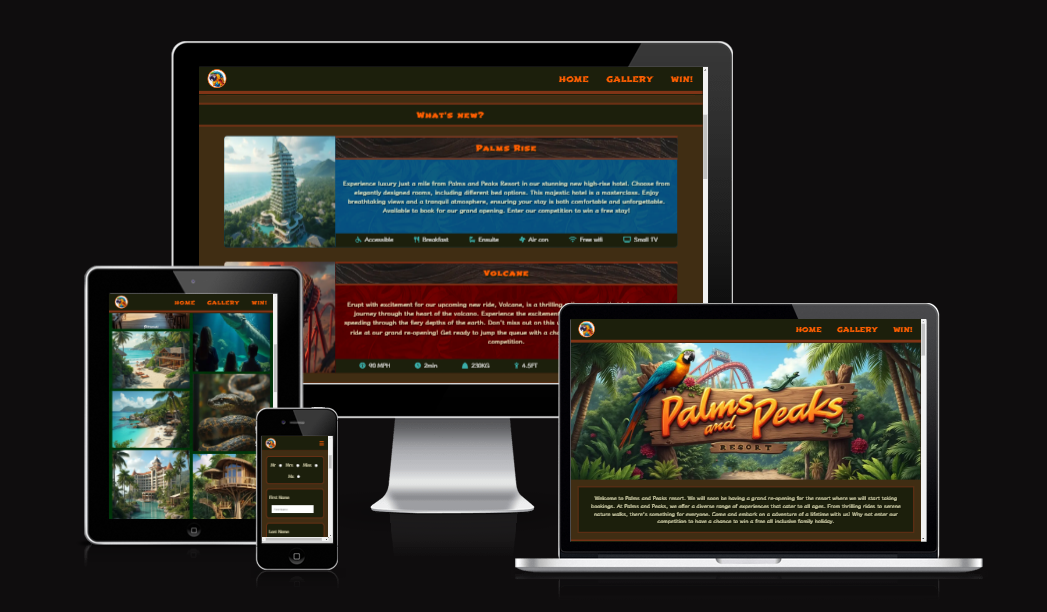 HOME GALLERY WIN!
What's new?
Palms Rise
Experience luxury just a mile from Palms and Peaks Resort in our stunning new high-rise hotel. Choose from
elegantly designed rooms, including different bed options. This majestic hotel is a masterclass. Enjoy
breathtaking views and a tranquil atmosphere, ensuring your stay is both comfortable and unforgettable.
Available to book for our grand opening. Enter our competition to win a free stay!
Accessible Breakfast Ensuite Air con Free wifi Small TV
Volcane
Erupt with excitement for our upcoming new ride, Volcane, is a thrilling
journey through the heart of the volcano. Experience the excitement
speeding through the fiery depths of the earth. Don't miss out on this
ride at our grand re-opening! Get ready to jump the queue with a
competition.
90 MPH 2min 230KG 4.5FT
HOME GALLERY WIN!
Mr Mrs Miss
First Name
Last Name
HOME GALLERY WIN!
Palms
and Peaks
RESORT
Welcome to Palms and Peaks resort. We will soon be having a grand re-opening for the resort where we will start taking
bookings. At Palms and Peaks, we offer a diverse range of experiences that cater to all ages. From thrilling rides to serene
nature walks, there's something for everyone. Come and embark on a adventure of a lifetime with us! Why not enter our
competition to have a chance to win a free all inclusive family holiday.